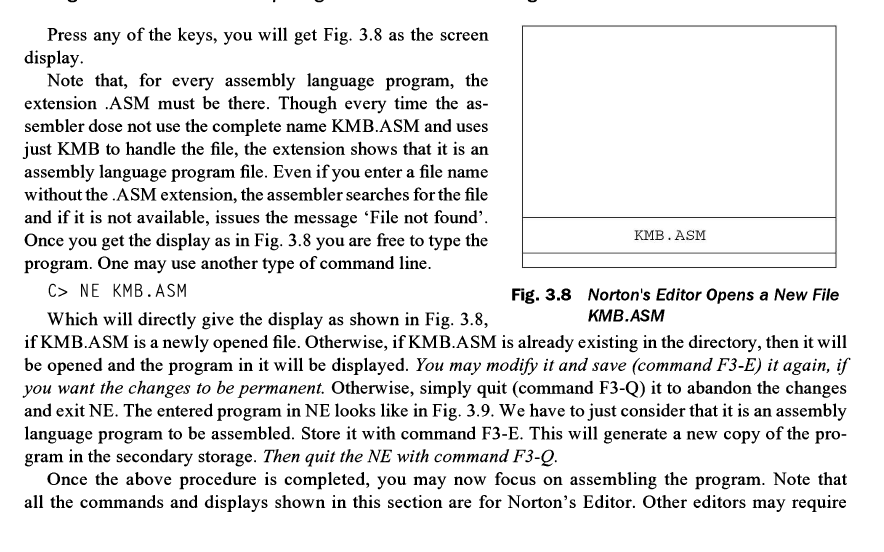 Press any of the keys, you will get Fig. 3.8 as the screen
display.
Note that, for every assembly language program, the
extension .ASM must be there. Though every time the as-
sembler dose not use the complete name KMB.ASM and uses
just KMB to handle the file, the extension shows that it is an
assembly language program file. Even if you enter a file name
without the .ASM extension, the assembler searches for the file
and if it is not available, issues the message ‘File not found’.
Once you get the display as in Fig. 3.8 you are free to type the
program. One may use another type of command line.
C> NE KMB.ASM
Which will directly give the display as shown in Fig. 3.8,
KMB.ASM
Fig. 3.8 Norton's Editor Opens a New File
KMB.ASM
if KMB.ASM is a newly opened file. Otherwise, if KMB.ASM is already existing in the directory, then it will
be opened and the program in it will be displayed. You may modify it and save (command F3-E) it again, if
you want the changes to be permanent. Otherwise, simply quit (command F3-Q) it to abandon the changes
and exit NE. The entered program in NE looks like in Fig. 3.9. We have to just consider that it is an assembly
language program to be assembled. Store it with command F3-E. This will generate a new copy of the pro-
gram in the secondary storage. Then quit the NE with command F3-Q.
Once the above procedure is completed, you may now focus on assembling the program. Note that
all the commands and displays shown in this section are for Norton’s Editor. Other editors may require